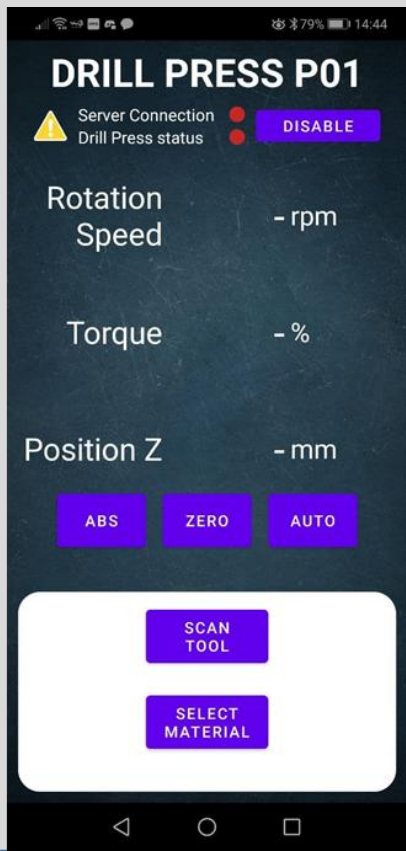 79% 14:44
DRILL PRESS P01
Server Connection
Drill Press status
DISABLE
Rotation
Speed
- rpm
Torque
- %
Position Z
- mm
ABS ZERO AUTO
SCAN
TOOL
SELECT
MATERIAL